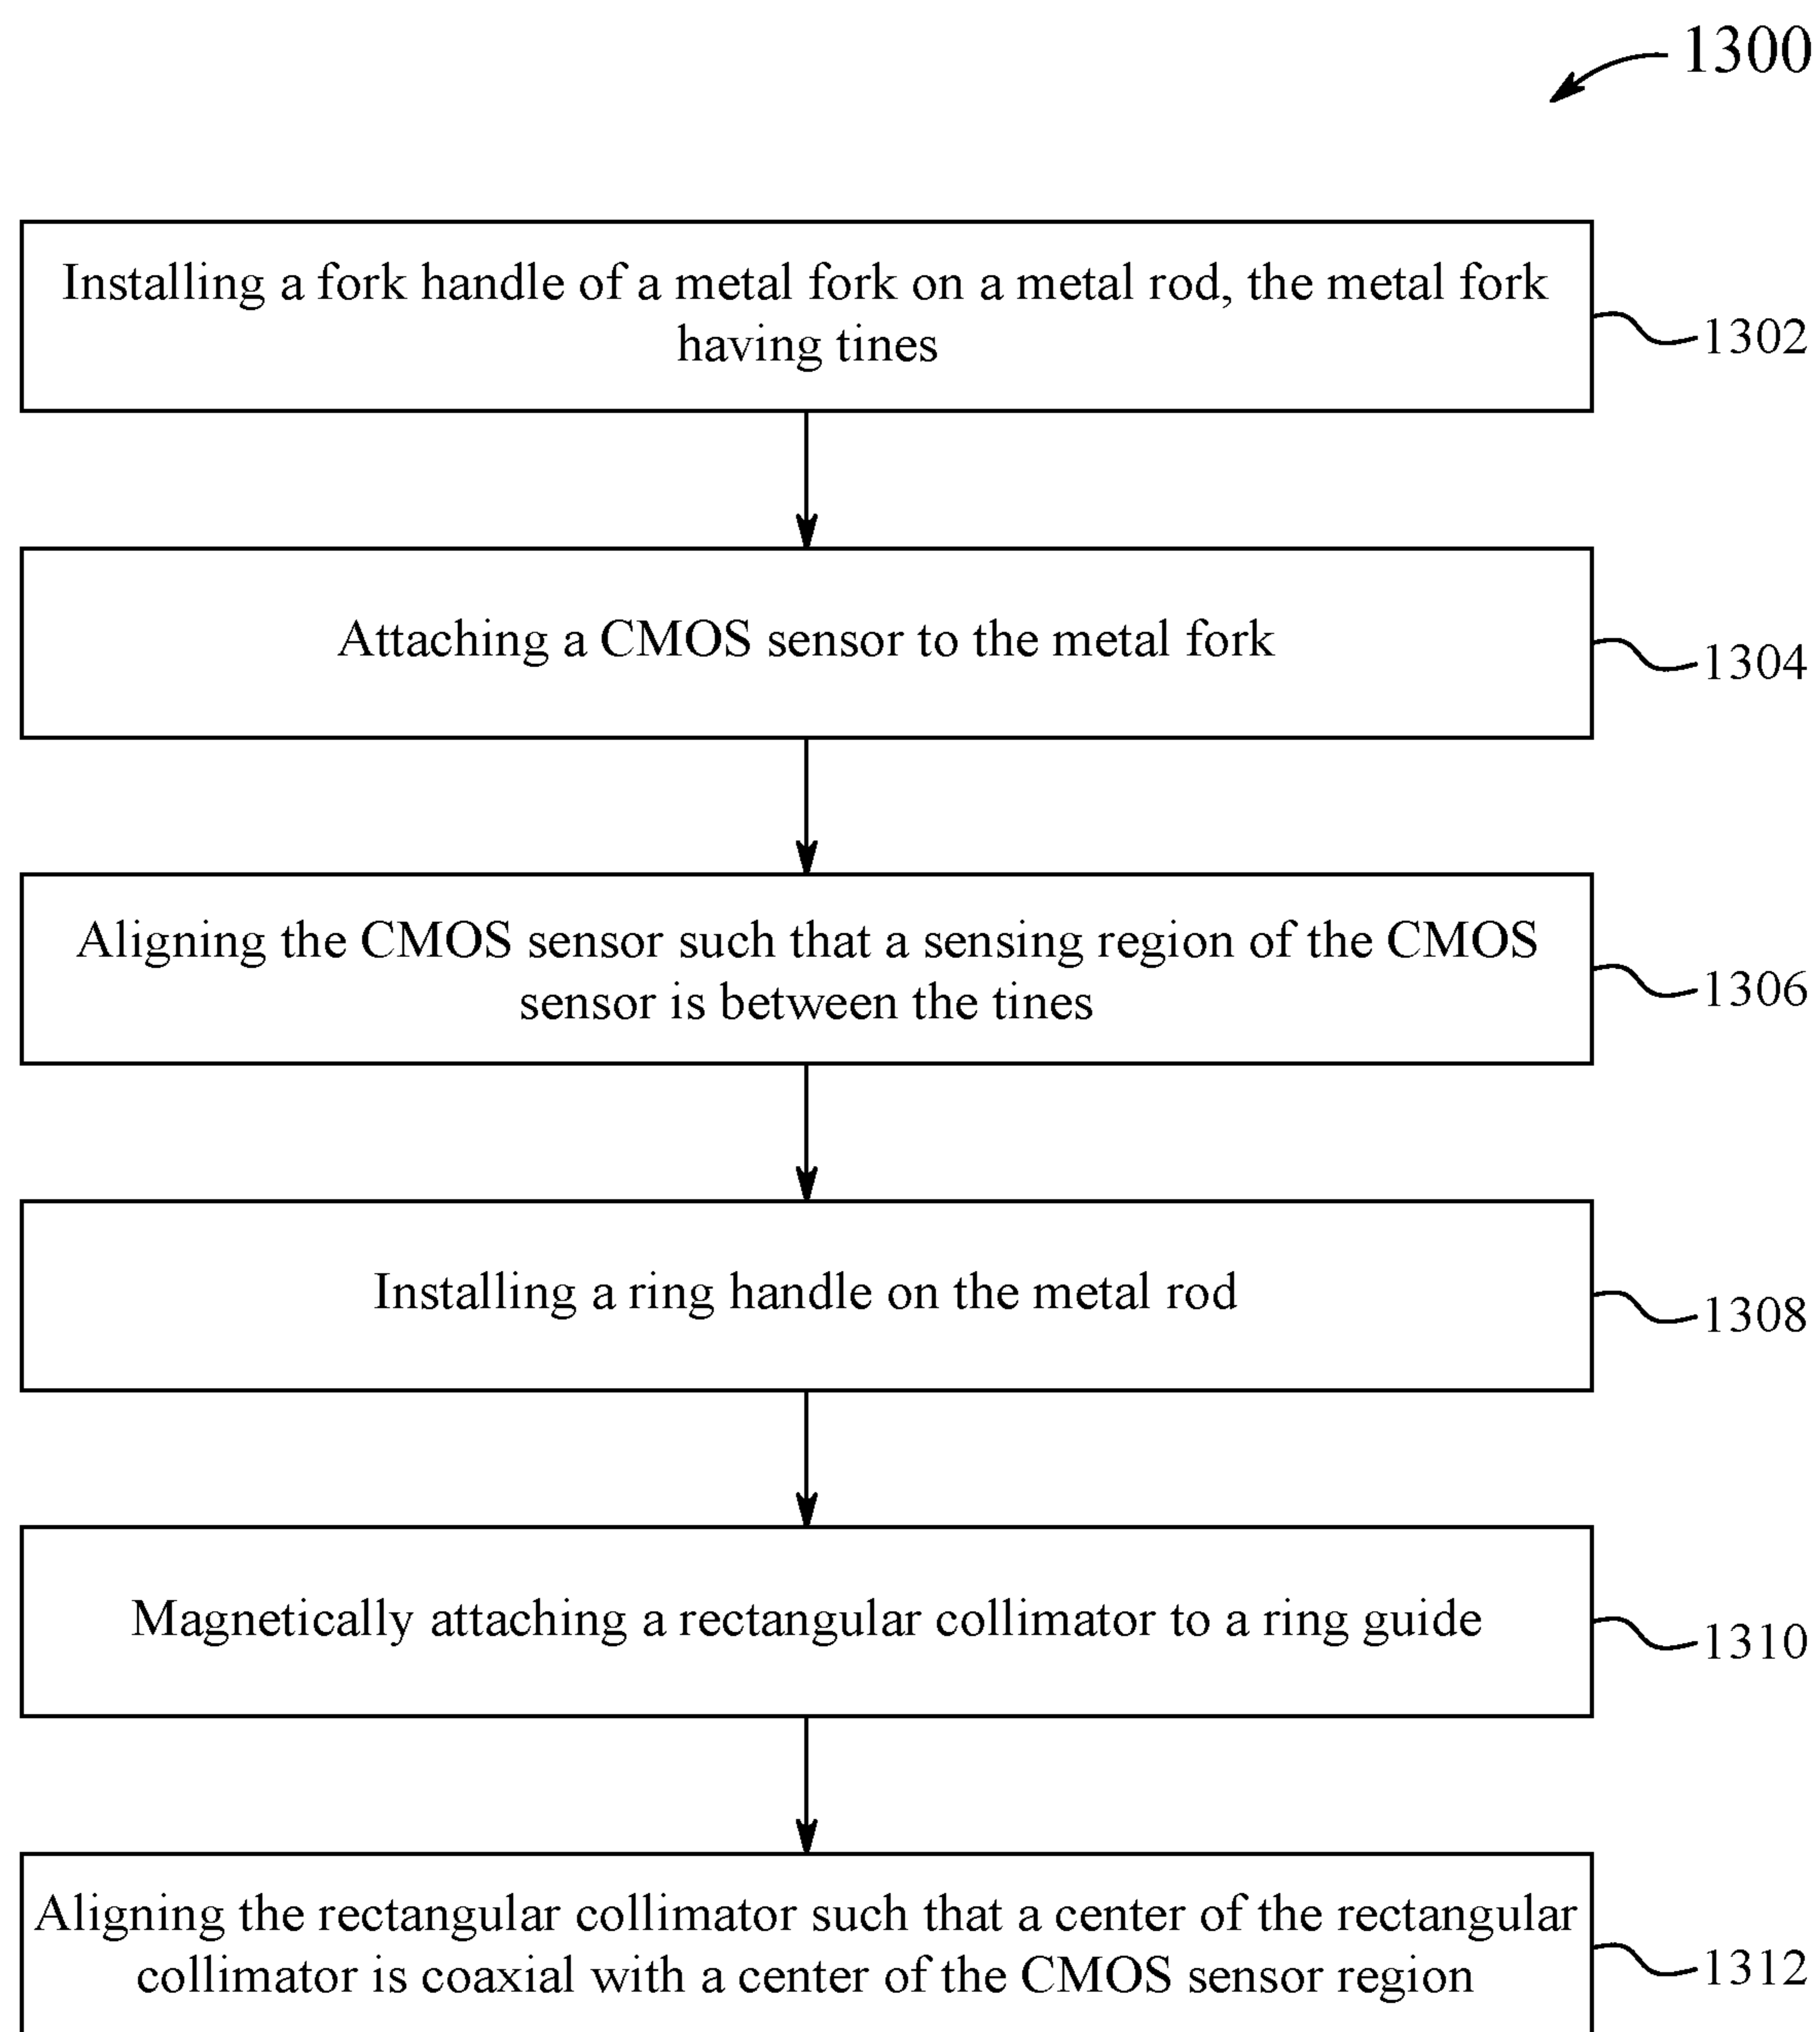 1300
Installing a fork handle of a metal fork on a metal rod, the metal fork
having tines
1302
Attaching a CMOS sensor to the metal fork
1304
Aligning the CMOS sensor such that a sensing region of the CMOS
sensor is between the tines
1306
Installing a ring handle on the metal rod
1308
Magnetically attaching a rectangular collimator to a ring guide
1310
Aligning the rectangular collimator such that a center of the rectangular
collimator is coaxial with a center of the CMOS sensor region
1312